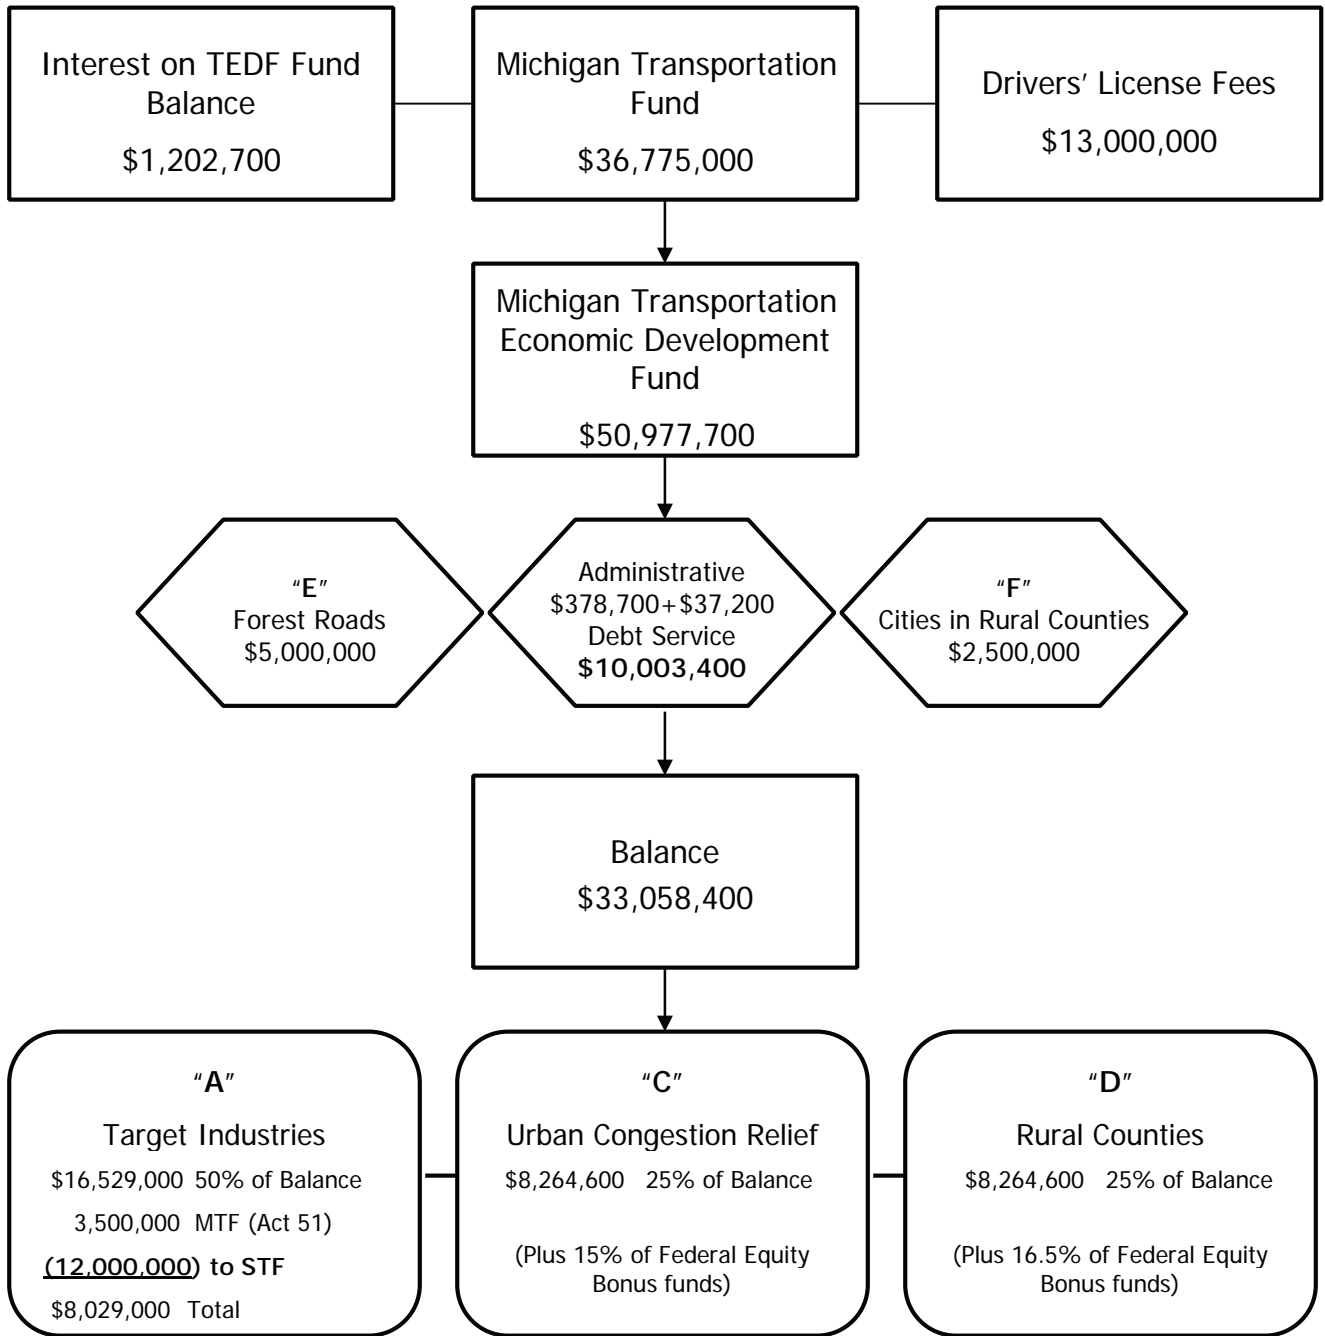 Interest on TEDF Fund
Balance
$1,202,700
Michigan Transportation
Fund
$36,775,000
Drivers’ License Fees
$13,000,000
Michigan Transportation
Economic Development
Fund
$50,977,700
“E”
Forest Roads
$5,000,000
Administrative
$378,700+$37,200
Debt Service
$10,003,400
“F”
Cities in Rural Counties
$2,500,000
Balance
$33,058,400
“A”
Target Industries
$16,529,000 50% of Balance
3,500,000 MTF (Act 51)
(12,000,000) to STF
$8,029,000 Total
“C”
Urban Congestion Relief
$8,264,600 25% of Balance
(Plus 15% of Federal Equity
Bonus funds)
“D”
Rural Counties
$8,264,600 25% of Balance
(Plus 16.5% of Federal Equity
Bonus funds)